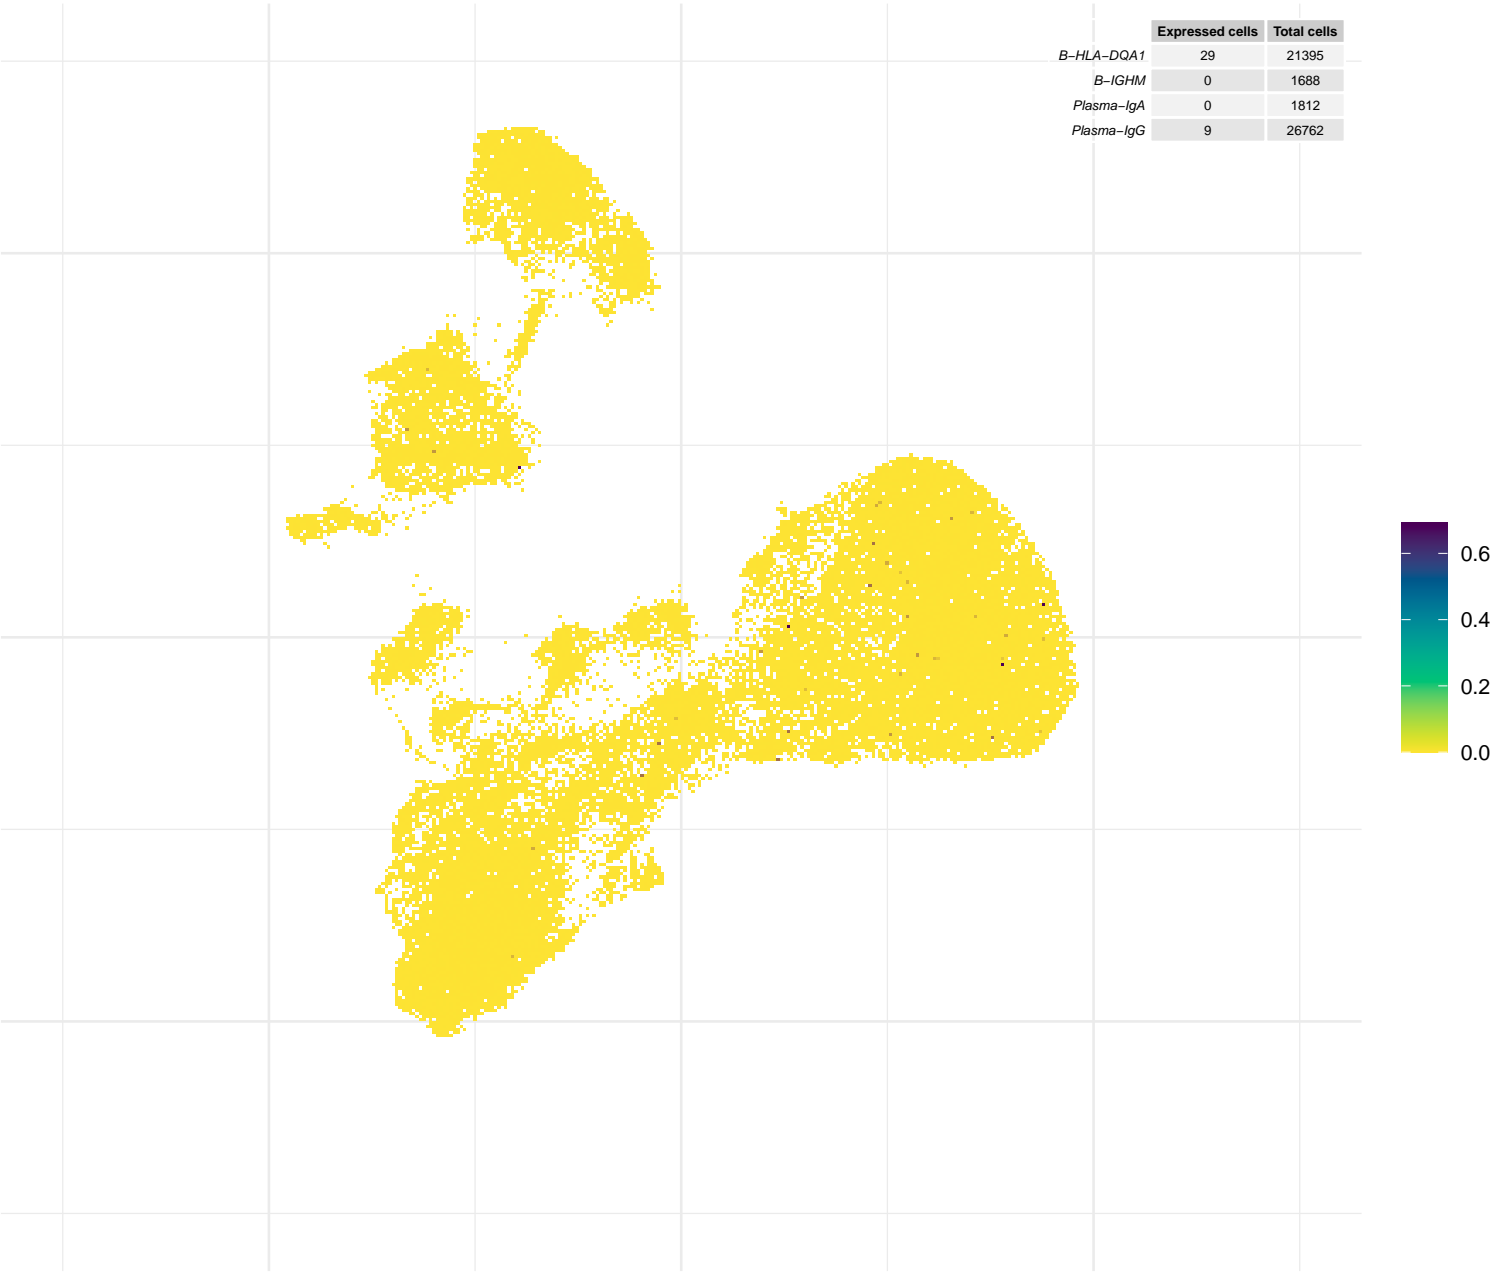 Expressed cells Total cells
B−HLA−DQA1 29 21395
B−IGHM 0 1688
Plasma−IgA 0 1812
Plasma−IgG 9 26762
0.6
0.4
0.2
0.0